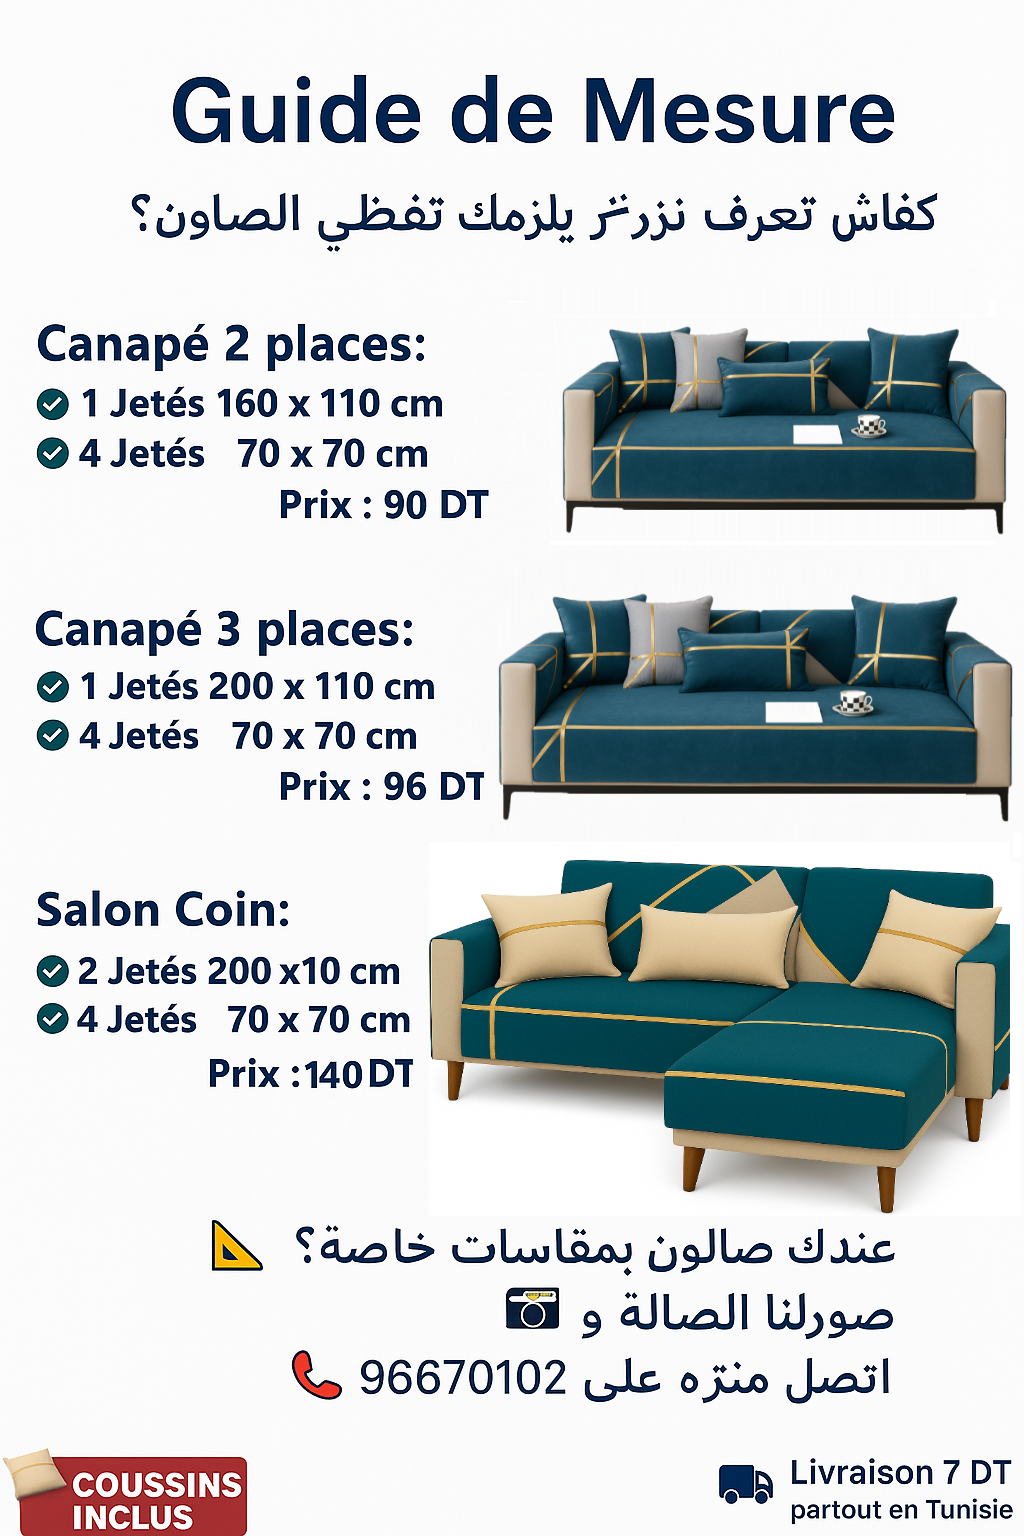 Guide de Mesure
كفاش تعرف يلزمك تفظي الصاون؟
Canapé 2 places:
1 Jetés 160 x 110 cm
4 Jetés 70 x 70 cm
Prix : 90 DT
Canapé 3 places:
1 Jetés 200 x 110 cm
4 Jetés 70 x 70 cm
Prix : 96 DT
Salon Coin:
2 Jetés 200 x10 cm
4 Jetés 70 x 70 cm
Prix :140 DT
عندك صالون بمقاسات خاصة؟
صورلنا الصالة و
اتصل على 96670102
COUSSINS
INCLUS
Livraison 7 DT
partout en Tunisie